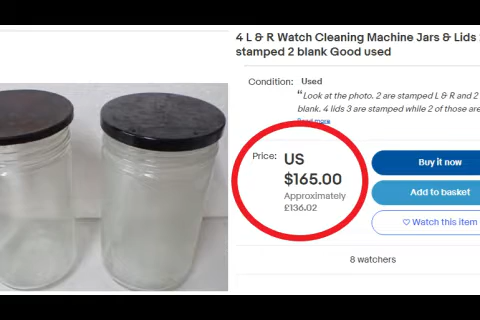 4 L & R Watch Cleaning Machine Jars & Lids
stamped 2 blank Good used
Condition: Used
“Look at the photo. 2 are stamped L & R and 2
blank. 4 lids 3 are stamped while 2 of those are
Read more
Price: US
$165.00
Approximately
£136.02
Buy it now
Add to basket
♡ Watch this item
8 watchers